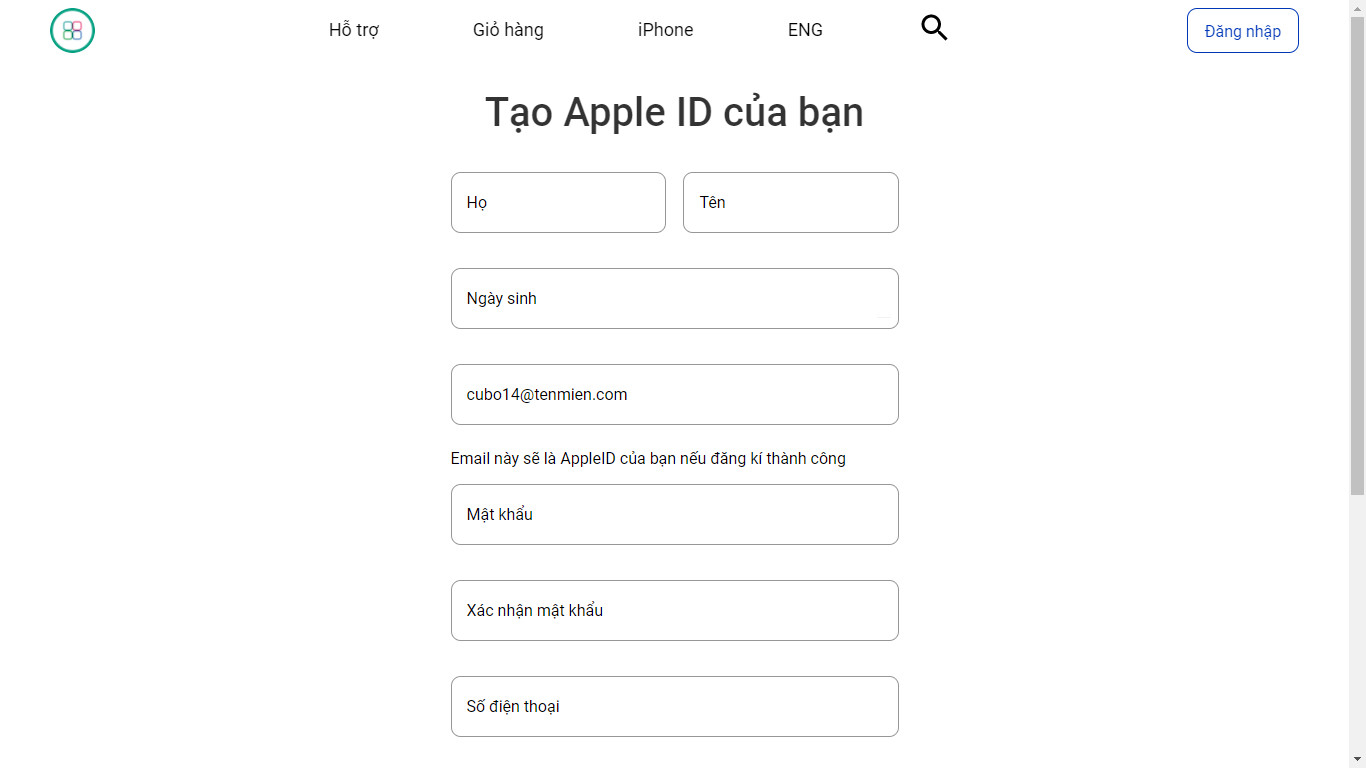 Hỗ trợ Giỏ hàng iPhone ENG Đăng nhập
Tạo Apple ID của bạn
Họ Tên
Ngày sinh
cubo14@tenmien.com
Email này sẽ là AppleID của bạn nếu đăng kí thành công
Mật khẩu
Xác nhận mật khẩu
Số điện thoại